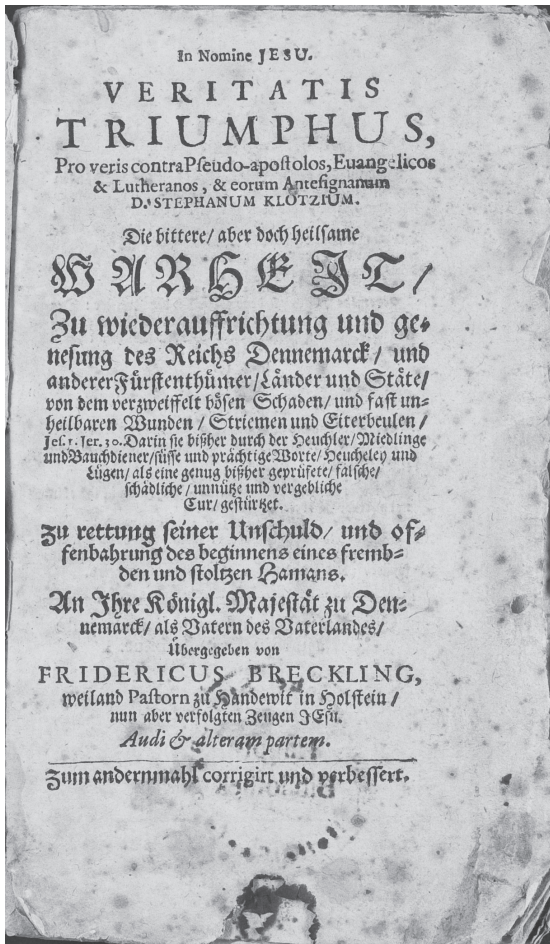 In Nomine JESU.
VERITATIS
TRIUMPHUS,
Pro veris contra Pseudo-apostolos, Euangelicos
& Lutheranos, & eorum Antesignanum
D. STEPHANUM KLOTZIUM.
Die bittere/ aber doch heilsame
WARHEJT/
Zu wiederauffrichtung und ge-
nesung des Reichs Dennemarck/ und
anderer Fürstenthümer/ Länder und Stäte/
von dem verzweiffelt bösen Schaden/ und fast un-
heilbaren Wunden/ Striemen und Eiterbeulen/
Jes. 1. Jer. 30. Darin sie bißher durch der Heuchler/ Miedlinge
und Bauchdiener/ süsse und prächtige Worte/ Heucheley und
Lügen/ als eine genug bißher geprüfete/ falsche/
schädliche/ unnütze und vergebliche
Cur/ gestürtzet.
Zu rettung seiner Unschuld/ und of-
fenbahrung des beginnens eines fremb-
den und stoltzen Hamans.
An Ihre Königl. Majestät zu Den-
nemarck/ als Vatern des Vaterlandes/
Übergegeben von
FRIDERICUS BRECKLING,
weiland Pastorn zu Handewit in Holstein/
nun aber verfolgten Zeugen JEsu.
Audi & alteram partem.
Zum andernmahl corrigirt und verbessert.